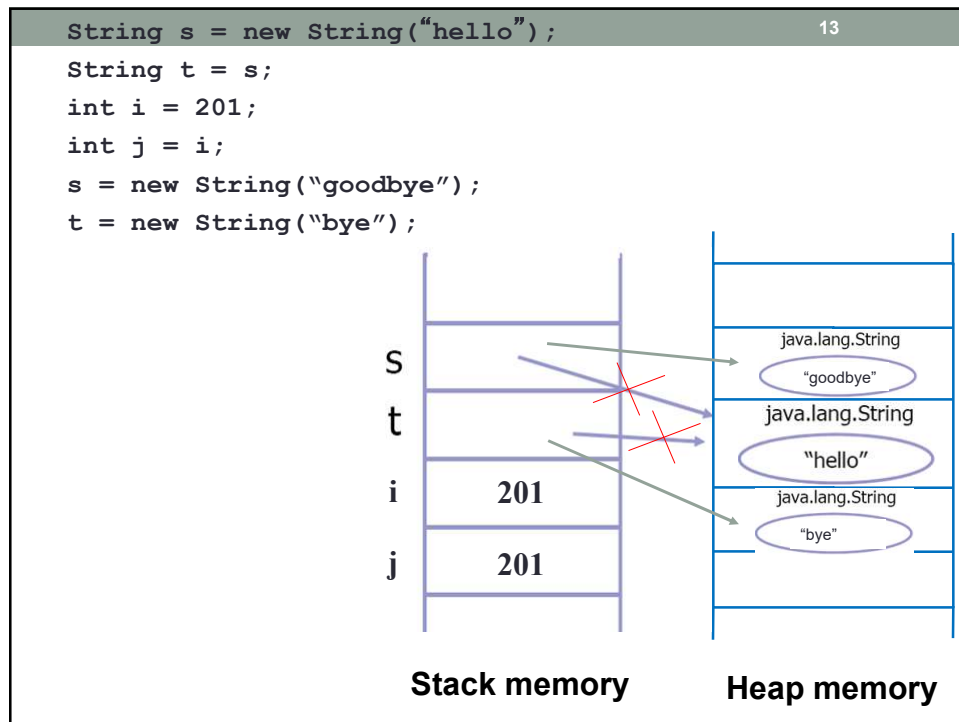 String s = new String(“hello”);
13
String t = s;
int i = 201;
int j = i;
s = new String(“goodbye”);
t = new String(“bye”);
s
t
i 201
j 201
java.lang.String
“goodbye”
java.lang.String
“hello”
java.lang.String
“bye”
Stack memory
Heap memory